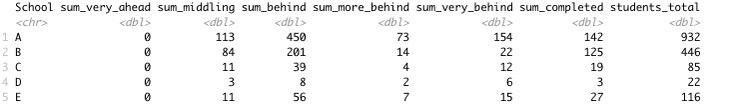 School sum_very_ahead sum_middling sum_behind sum_more_behind sum_very_behind sum_completed students_total
<chr> <dbl> <dbl> <dbl> <dbl> <dbl> <dbl> <dbl>
1 A 0 113 450 73 154 142 932
2 B 0 84 201 14 22 125 446
3 C 0 11 39 4 12 19 85
4 D 0 3 8 2 6 3 22
5 E 0 11 56 7 15 27 116